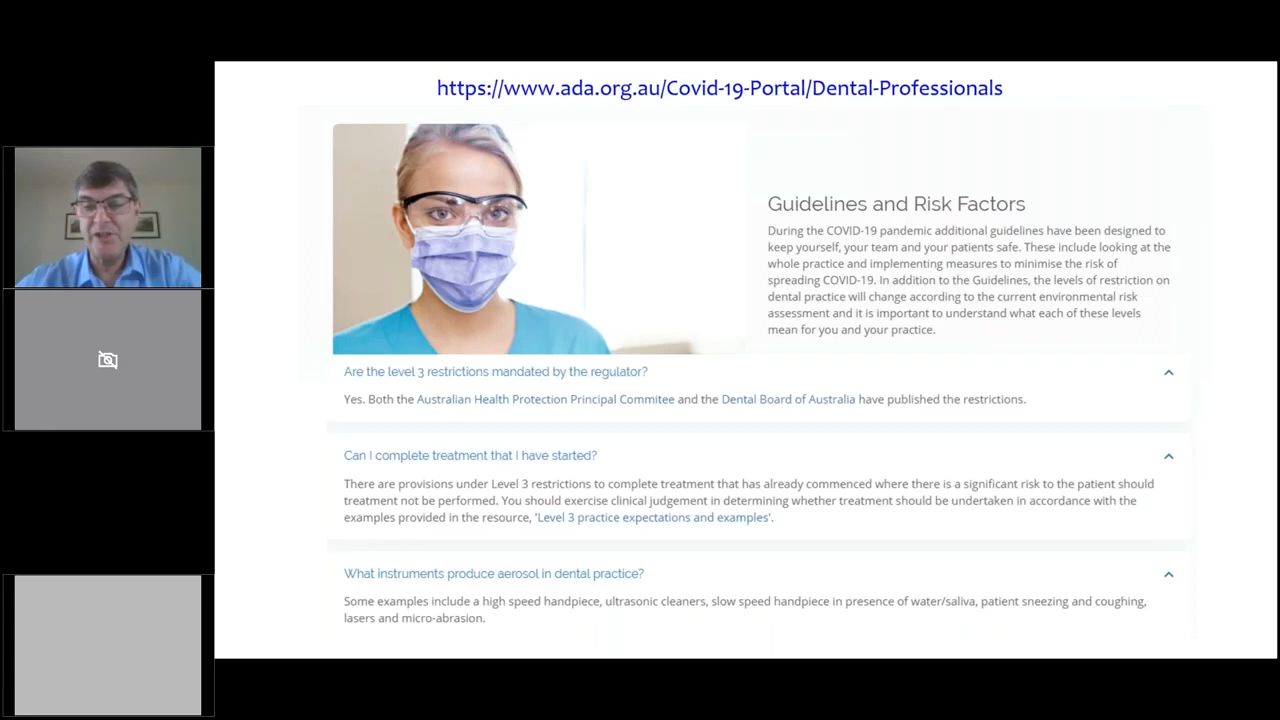 https://www.ada.org.au/Covid-19-Portal/Dental-Professionals
Guidelines and Risk Factors
During the COVID-19 pandemic additional guidelines have been designed to
keep yourself, your team and your patients safe. These include looking at the
whole practice and implementing measures to minimise the risk of
spreading COVID-19. In addition to the Guidelines, the levels of restriction on
dental practice will change according to the current environmental risk
assessment and it is important to understand what each of these levels
mean for you and your practice.
Are the level 3 restrictions mandated by the regulator?
Yes. Both the Australian Health Protection Principal Commitee and the Dental Board of Australia have published the restrictions.
Can I complete treatment that I have started?
There are provisions under Level 3 restrictions to complete treatment that has already commenced where there is a significant risk to the patient should
treatment not be performed. You should exercise clinical judgement in determining whether treatment should be undertaken in accordance with the
examples provided in the resource, 'Level 3 practice expectations and examples'.
What instruments produce aerosol in dental practice?
Some examples include a high speed handpiece, ultrasonic cleaners, slow speed handpiece in presence of water/saliva, patient sneezing and coughing,
lasers and micro-abrasion.